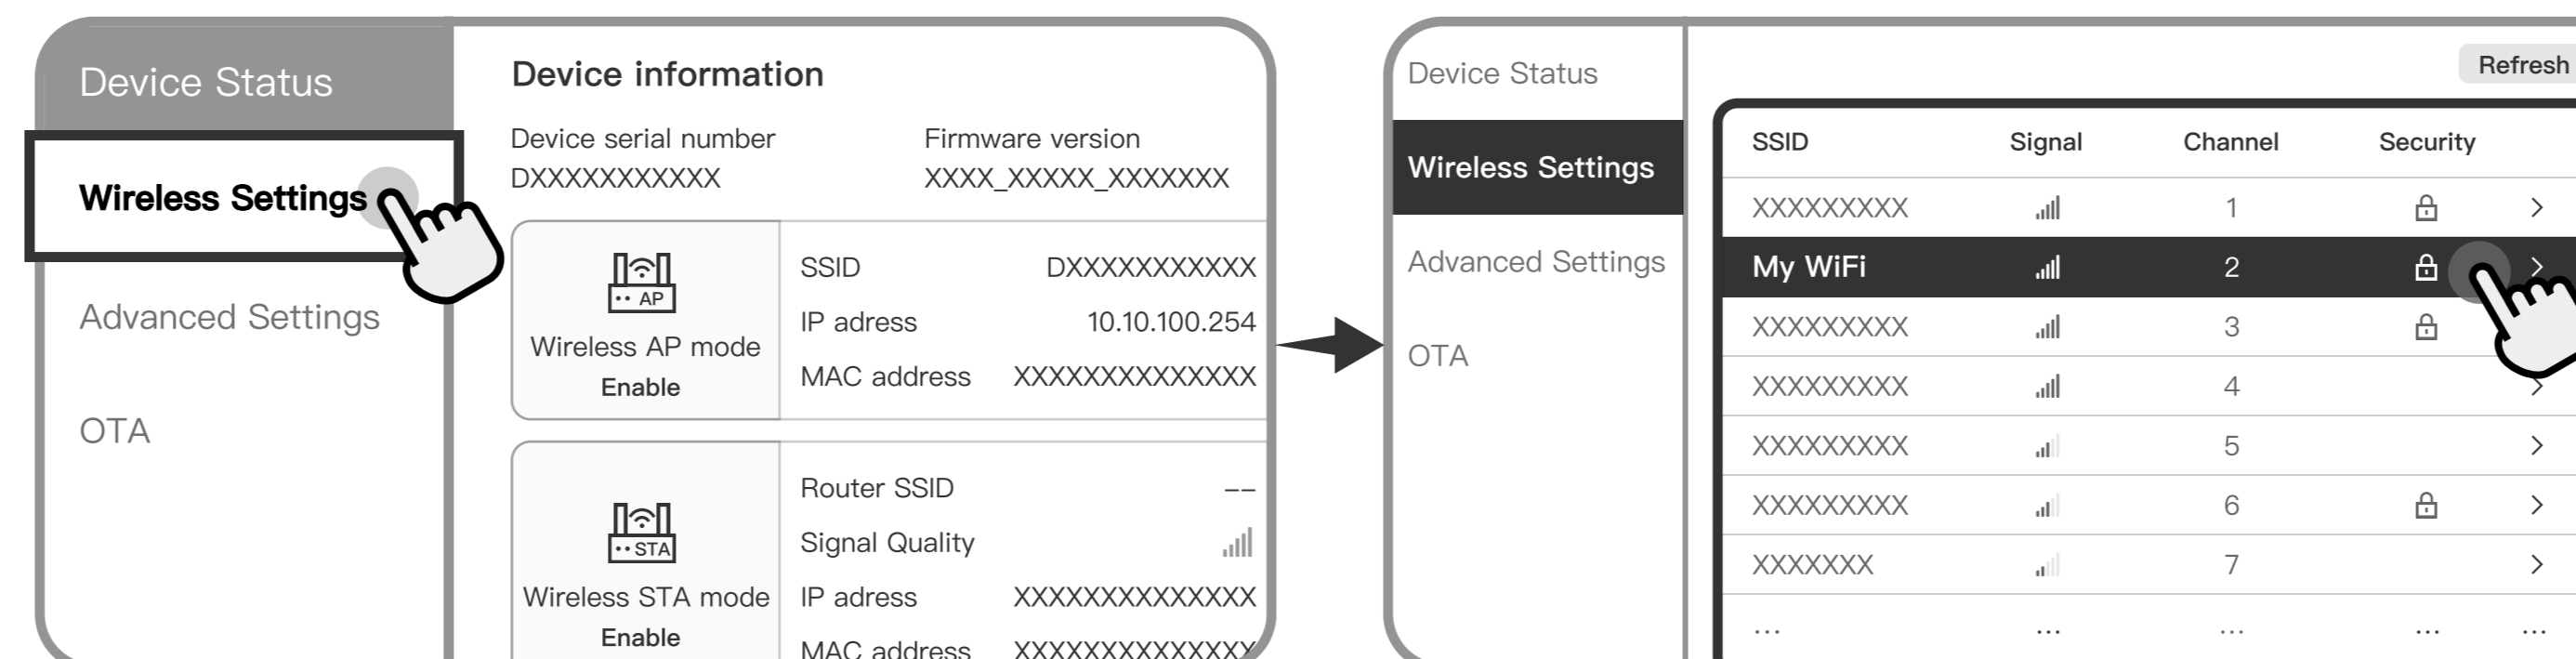 Device Status
Wireless Settings
Advanced Settings
OTA
Device information
Device serial number Firmware version
DXXXXXXXXXXX XXXX_XXXXX_XXXXXXX
AP
Wireless AP mode
Enable
SSID DXXXXXXXXXXX
IP adress 10.10.100.254
MAC address XXXXXXXXXXXXXX
STA
Wireless STA mode
Enable
Router SSID --
Signal Quality
IP adress XXXXXXXXXXXXXX
MAC address XXXXXXXXXXXXXX
Device Status
Wireless Settings
Advanced Settings
OTA
Refresh
SSID Signal Channel Security
XXXXXXXXX 1 >
My WiFi 2 >
XXXXXXXXX 3
XXXXXXXXX 4 >
XXXXXXXXX 5 >
XXXXXXXXX 6 >
XXXXXXX 7 >
... ... ... ... ...